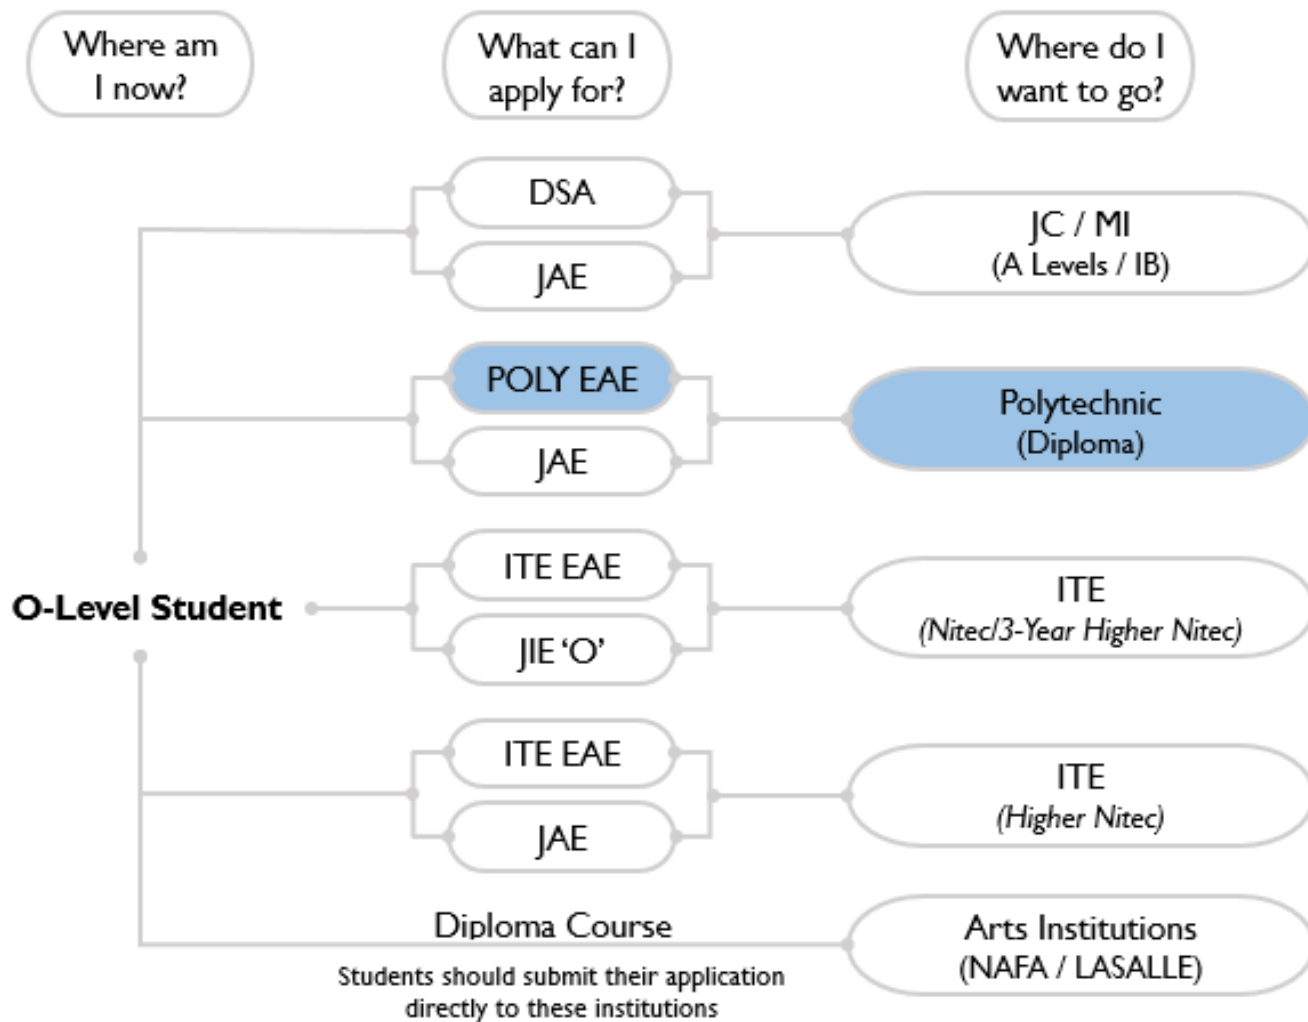 Where am
I now?
What can I
apply for?
Where do I
want to go?
DSA
JAE
JC / MI
(A Levels / IB)
POLY EAE
JAE
Polytechnic
(Diploma)
O-Level Student
ITE EAE
JIE ‘O’
ITE
(Nitec/3-Year Higher Nitec)
ITE EAE
JAE
ITE
(Higher Nitec)
Diploma Course
Students should submit their application
directly to these institutions
Arts Institutions
(NAFA / LASALLE)